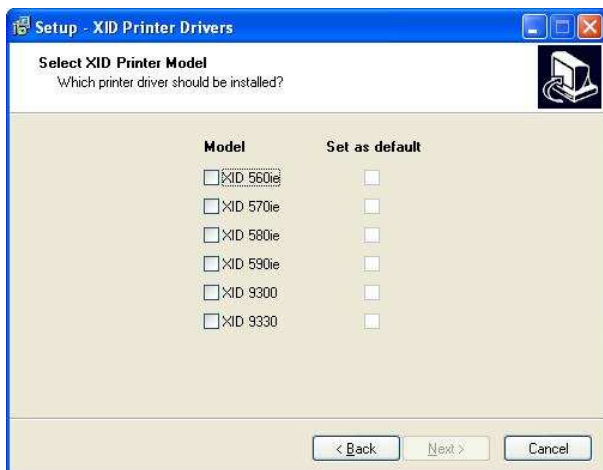 Setup - XID Printer Drivers
Select XID Printer Model
Which printer driver should be installed?
Model Set as default
XID 560ie
XID 570ie
XID 580ie
XID 590ie
XID 9300
XID 9330
< Back Next > Cancel